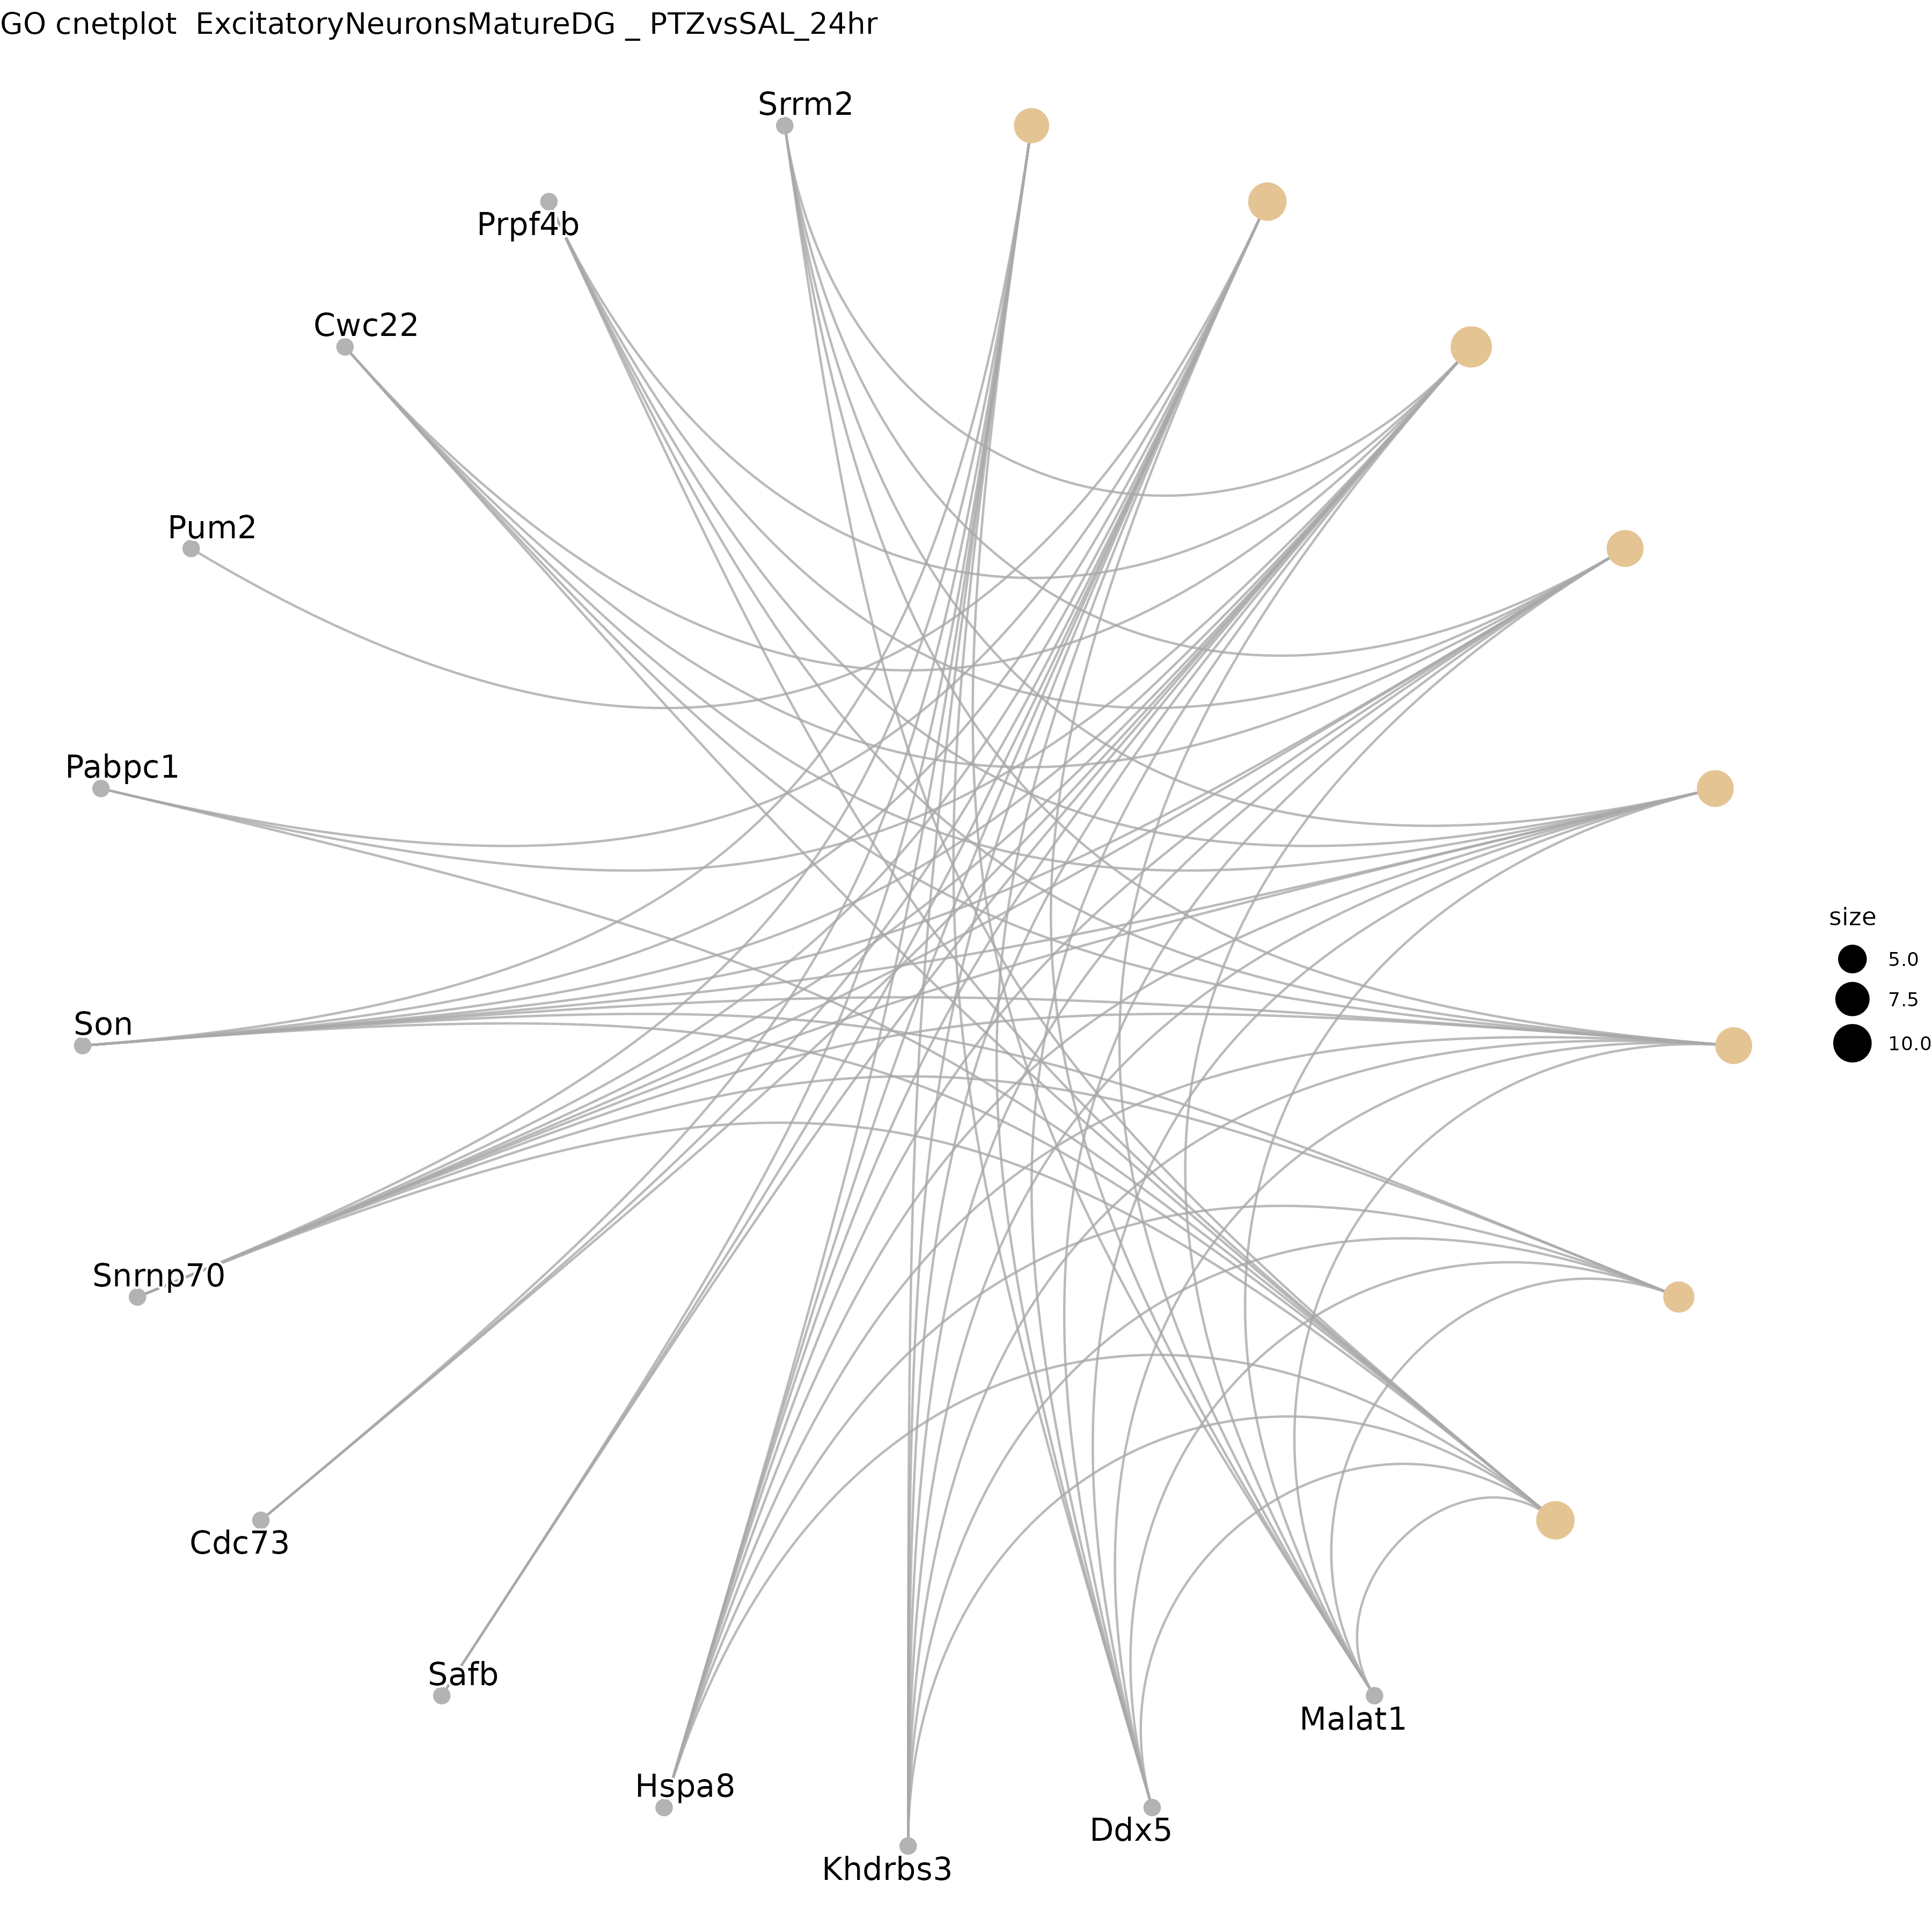 GO cnetplot  ExcitatoryNeuronsMatureDG _ PTZvsSAL_24hr
Srrm2
Prpf4b
Cwc22
Pum2
Pabpc1
size
5.0
7.5
10.0
Son
Snrnp70
Cdc73
Safb
Malat1
Hspa8
Ddx5
Khdrbs3